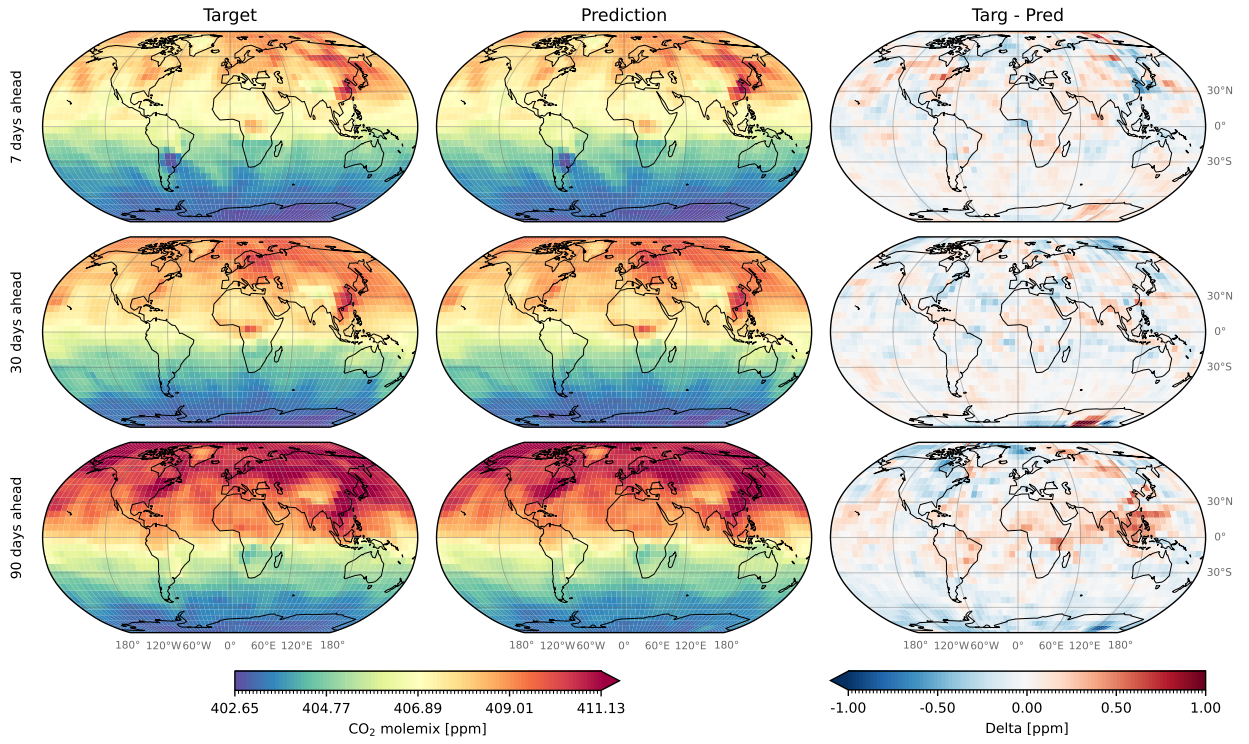 Target Prediction Targ - Pred
7 days ahead
30°N
0°
30°S
30 days ahead
30°N
0°
30°S
90 days ahead
30°N
0°
30°S
180° 120°W 60°W 0° 60°E 120°E 180° 180° 120°W 60°W 0° 60°E 120°E 180° 180° 120°W 60°W 0° 60°E 120°E 180°
402.65 404.77 406.89 409.01 411.13 -1.00 -0.50 0.00 0.50 1.00
CO₂ molemix [ppm] Delta [ppm]